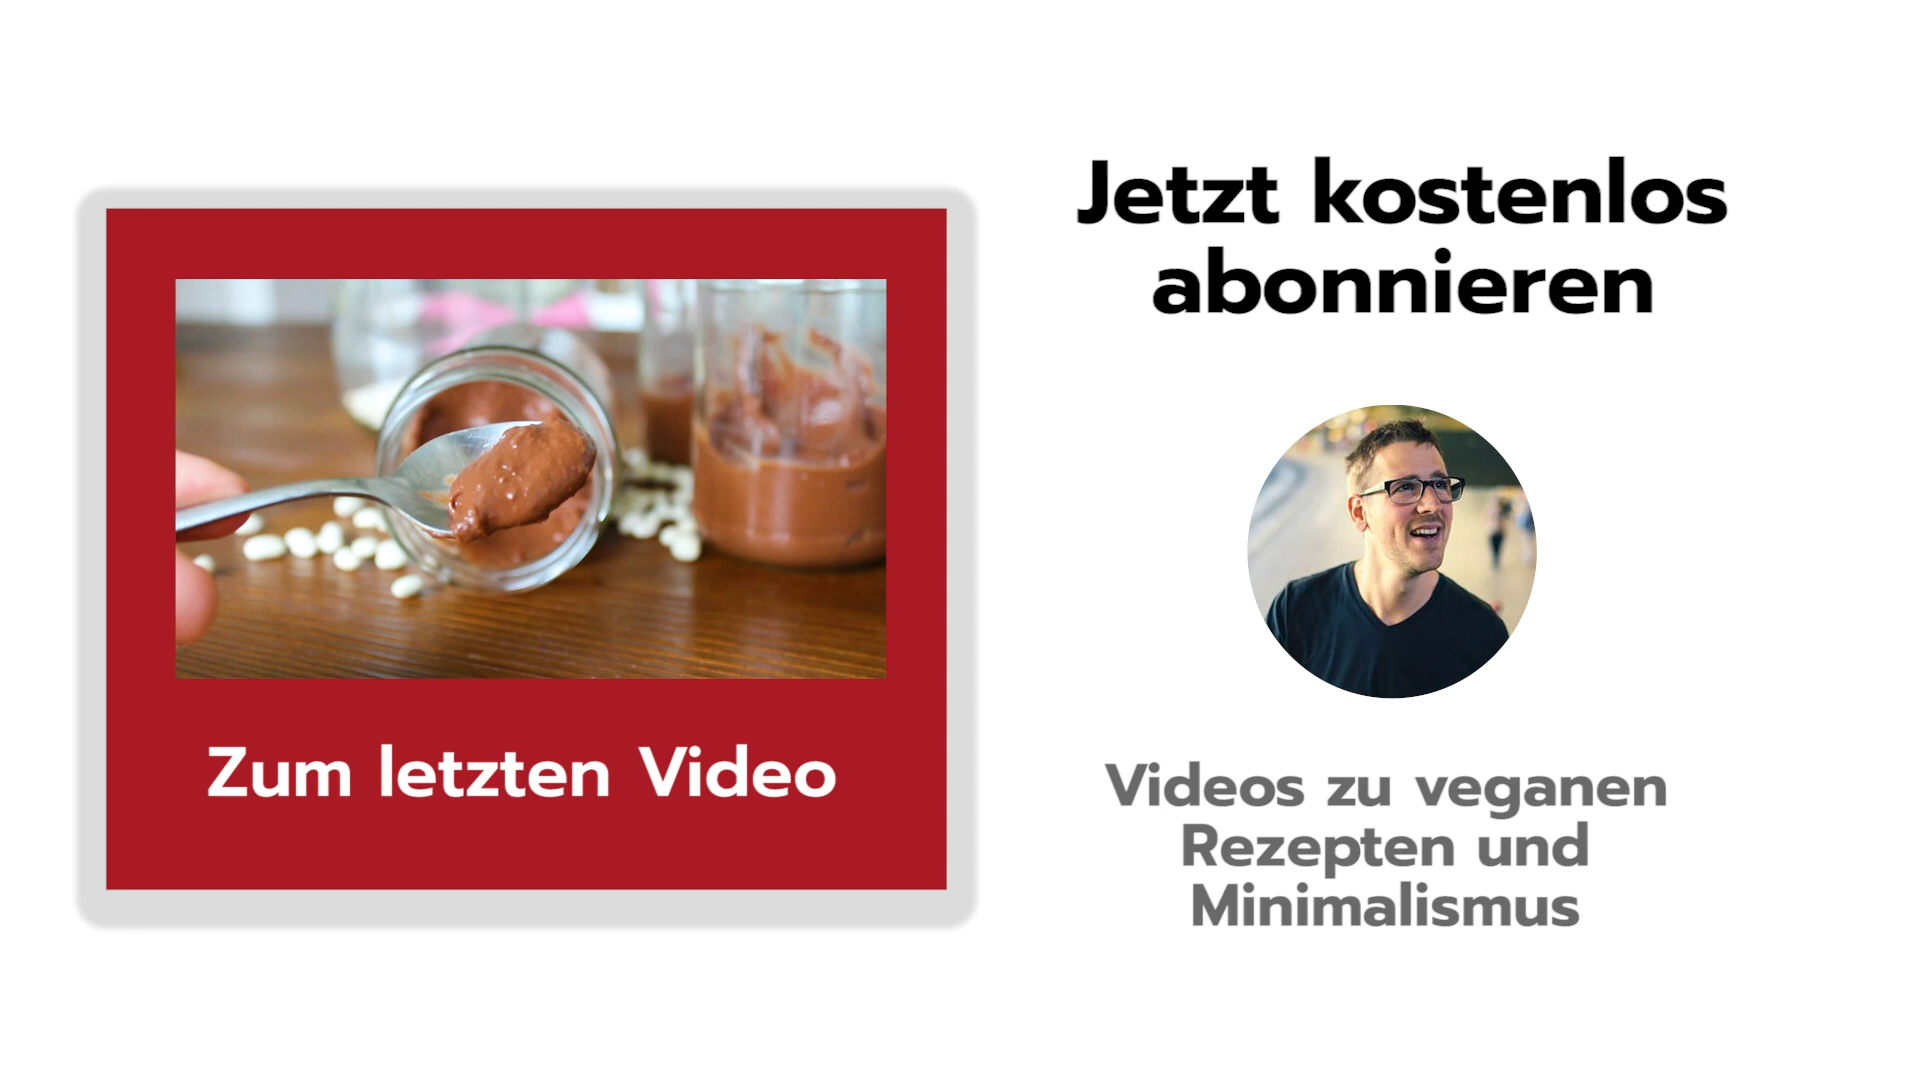 Zum letzten Video
Jetzt kostenlos
abonnieren
Videos zu veganen
Rezepten und
Minimalismus